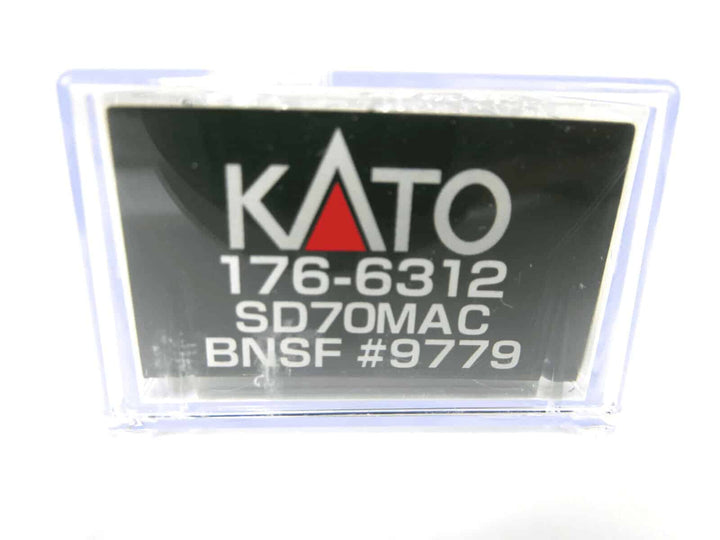 KATO
176-6312
SD70MAC
BNSF #9779